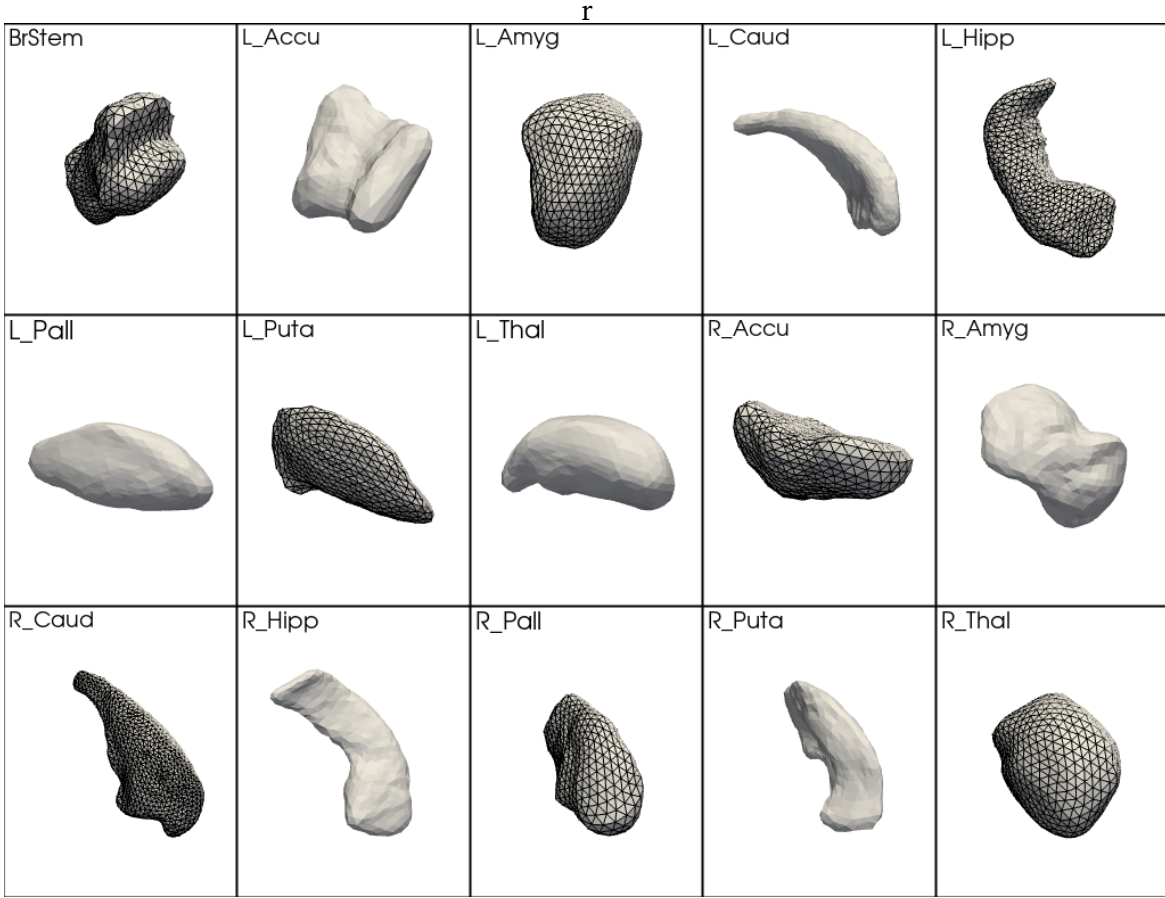 r
BrStem L_Accu L_Amyg L_Caud L_Hipp
L_Pall L_Puta L_Thal R_Accu R_Amyg
R_Caud R_Hipp R_Pall R_Puta R_Thal